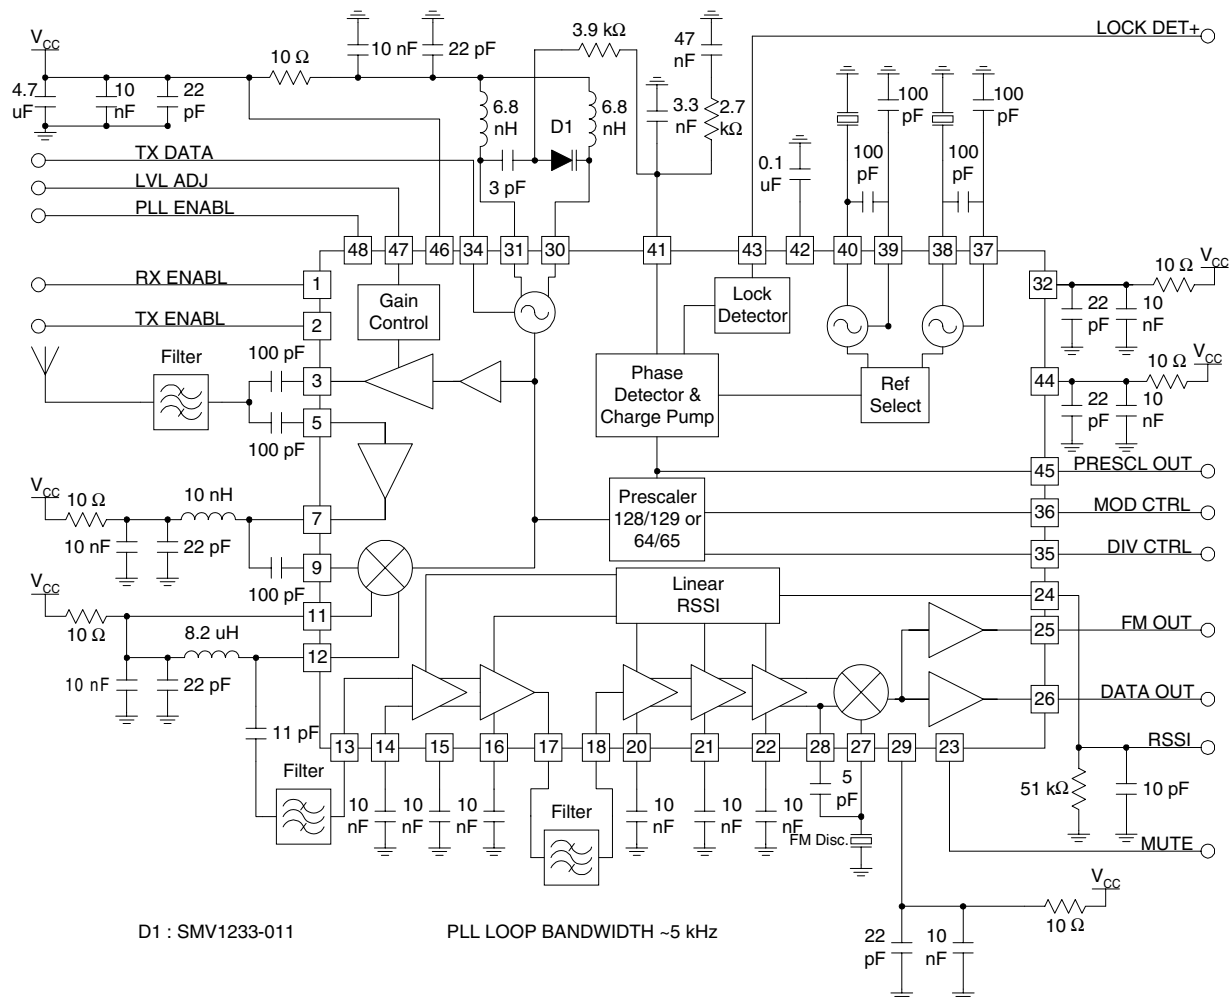 LOCK DET+
VCC
4.7 uF
10 nF
22 pF
10 Ω
10 nF
22 pF
3.9 kΩ
47 nF
3.3 nF
2.7 kΩ
6.8 nH
D1
6.8 nH
3 pF
0.1 uF
100 pF
100 pF
100 pF
100 pF
TX DATA
LVL ADJ
PLL ENABL
RX ENABL
TX ENABL
48
47
46
34
31
30
41
43
42
40
39
38
37
1
2
3
5
7
9
11
12
32
44
45
36
35
24
25
26
Gain Control
Lock Detector
Phase Detector & Charge Pump
Ref Select
Prescaler 128/129 or 64/65
Linear RSSI
VCC
10 Ω
22 pF
10 nF
VCC
10 Ω
22 pF
10 nF
Filter
100 pF
100 pF
VCC
10 Ω
10 nH
10 nF
22 pF
100 pF
VCC
10 Ω
8.2 uH
10 nF
22 pF
11 pF
PRESCL OUT
MOD CTRL
DIV CTRL
FM OUT
DATA OUT
RSSI
MUTE
13
14
15
16
17
18
20
21
22
28
27
29
23
Filter
10 nF
10 nF
10 nF
Filter
10 nF
10 nF
10 nF
5 pF
FM Disc.
51 kΩ
10 pF
VCC
10 Ω
22 pF
10 nF
D1 : SMV1233-011
PLL LOOP BANDWIDTH ~5 kHz